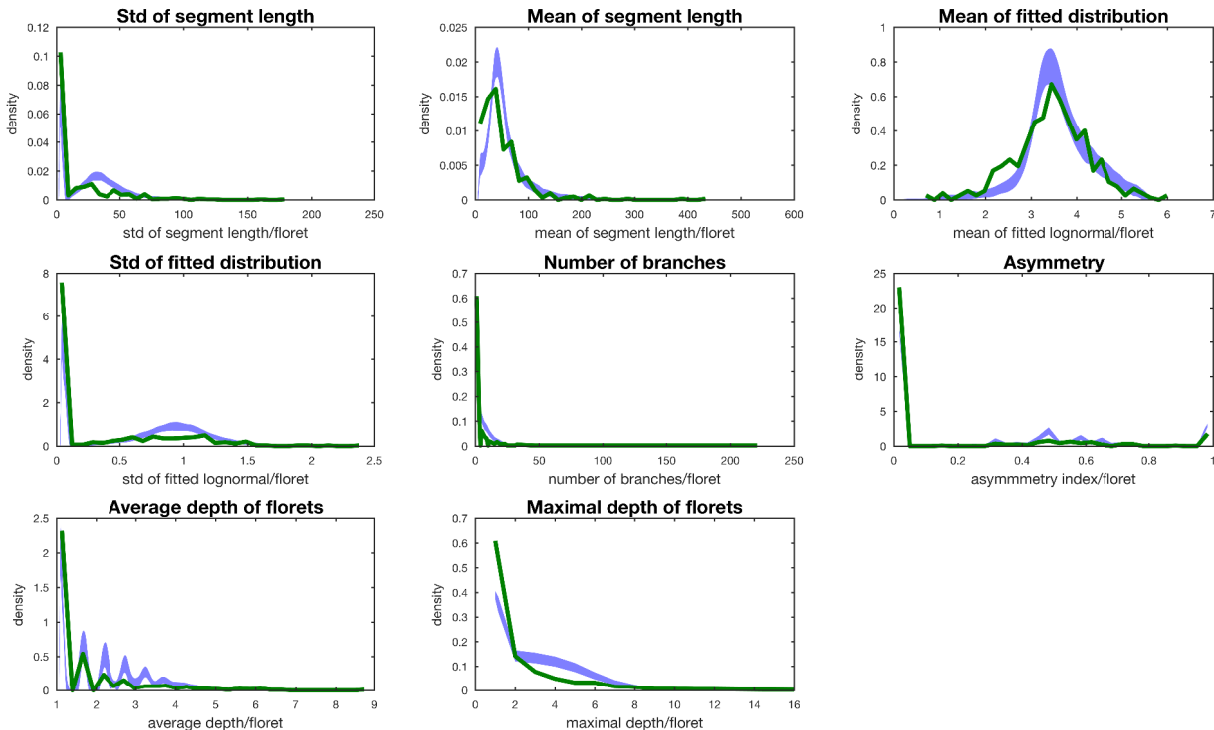 Std of segment length
0.12
0.1
0.08
0.06
0.04
0.02
0
density
0 50 100 150 200 250
std of segment length/floret
Mean of segment length
0.025
0.02
0.015
0.01
0.005
0
density
0 100 200 300 400 500 600
mean of segment length/floret
Mean of fitted distribution
1
0.8
0.6
0.4
0.2
0
density
0 1 2 3 4 5 6 7
mean of fitted lognormal/floret
Std of fitted distribution
8
6
4
2
0
density
0 0.5 1 1.5 2 2.5
std of fitted lognormal/floret
Number of branches
0.7
0.6
0.5
0.4
0.3
0.2
0.1
0
density
0 50 100 150 200 250
number of branches/floret
Asymmetry
25
20
15
10
5
0
density
0 0.2 0.4 0.6 0.8 1
asymmmetry index/floret
Average depth of florets
2.5
2
1.5
1
0.5
0
density
1 2 3 4 5 6 7 8 9
average depth/floret
Maximal depth of florets
0.7
0.6
0.5
0.4
0.3
0.2
0.1
0
density
0 2 4 6 8 10 12 14 16
maximal depth/floret